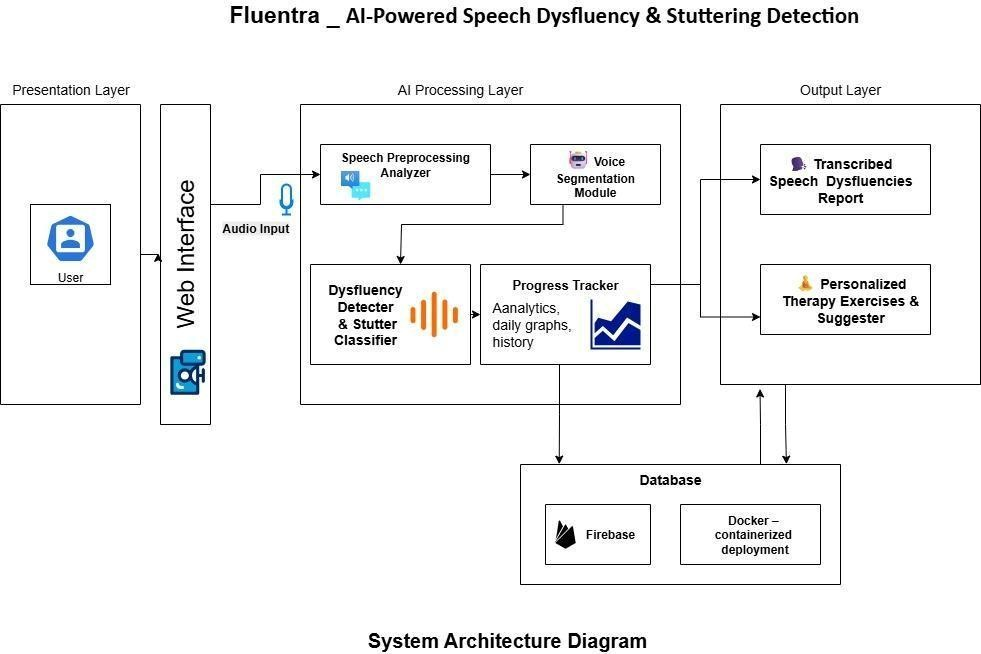 Fluentra _ AI-Powered Speech Dysfluency & Stuttering Detection
Presentation Layer
AI Processing Layer
Output Layer
User
Web Interface
Audio Input
Speech Preprocessing
Analyzer
Voice
Segmentation
Module
Dysfluency
Detecter
& Stutter
Classifier
Progress Tracker
Aanalytics,
daily graphs,
history
Transcribed
Speech Dysfluencies
Report
Personalized
Therapy Exercises &
Suggester
Database
Firebase
Docker –
containerized
deployment
System Architecture Diagram